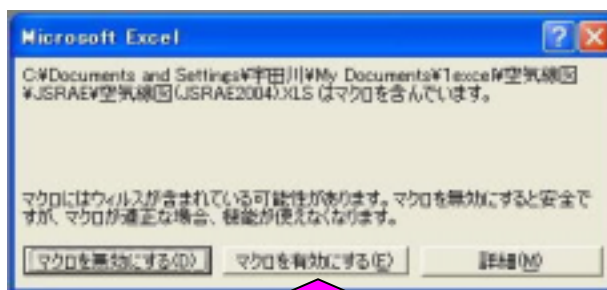 Microsoft Excel
C:¥Documents and Settings¥宇田川¥My Documents¥1excel¥空気線図
¥JSRAE¥空気線図(JSRAE2004).XLS はマクロを含んでいます。
マクロにはウィルスが含まれている可能性があります。マクロを無効にすると安全で
すが、マクロが適正な場合、機能が使えなくなります。
マクロを無効にする(D) マクロを有効にする(E) 詳細(M)